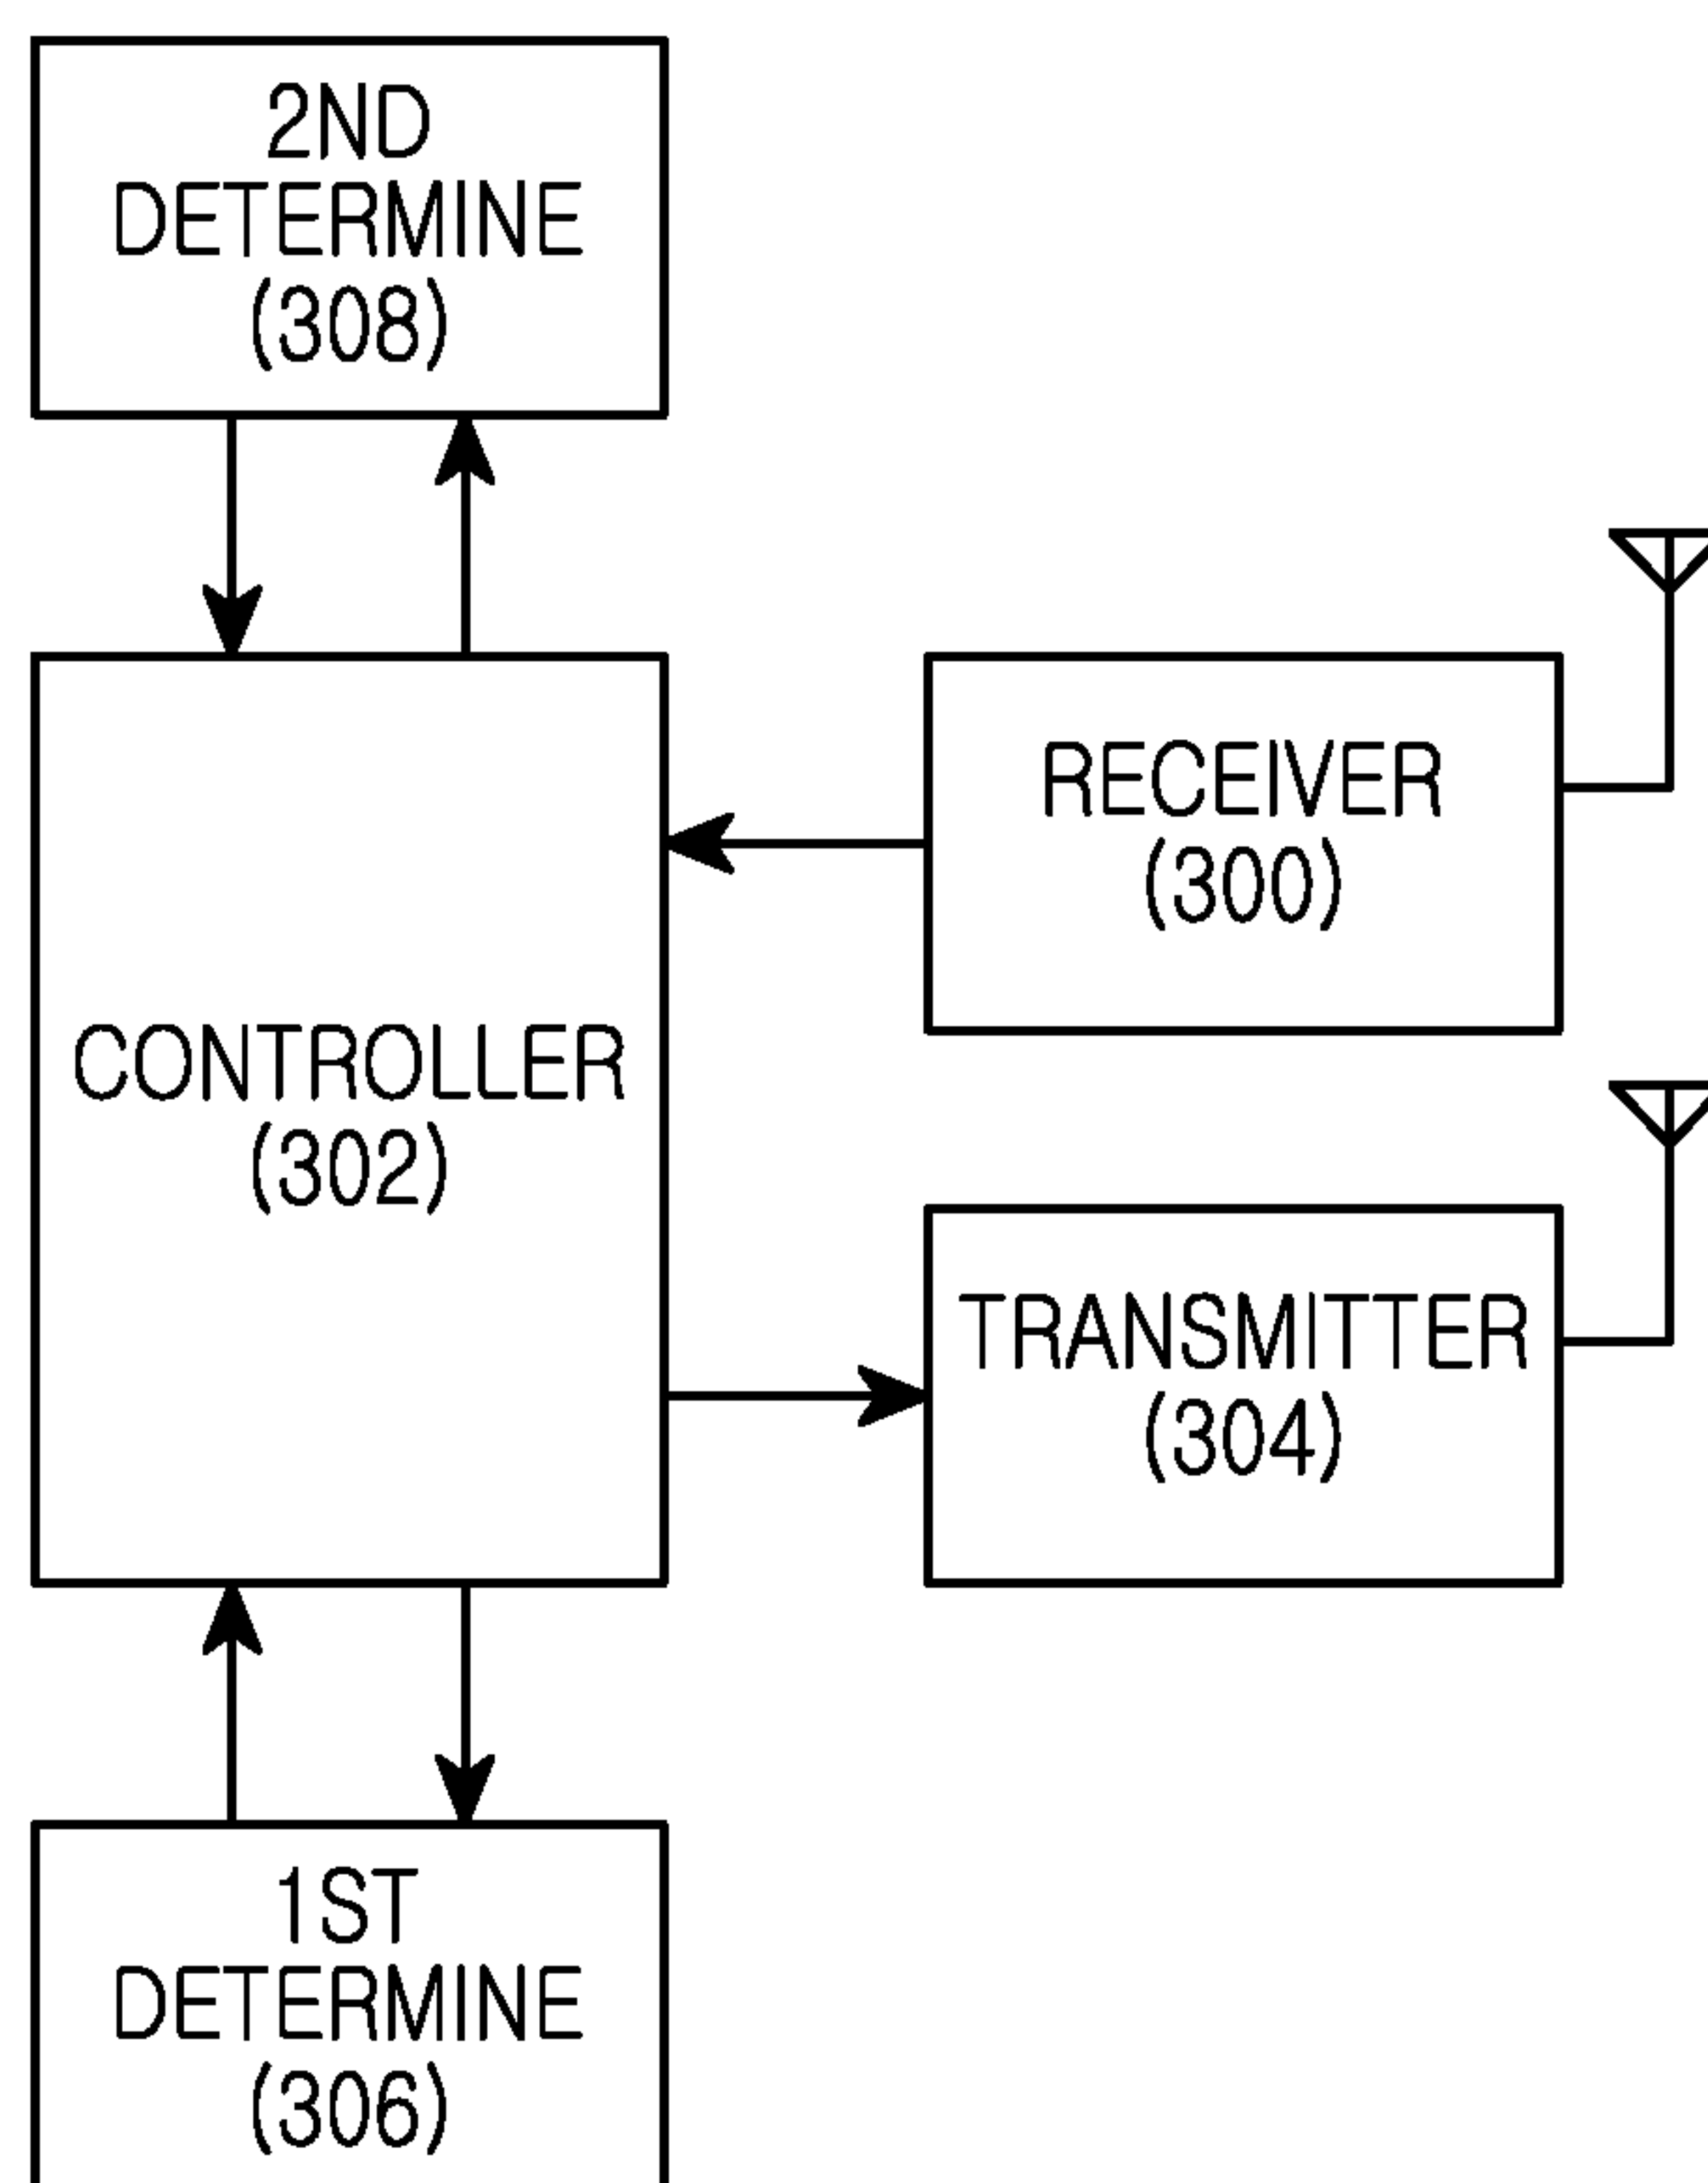 2ND
DETERMINE
(308)
RECEIVER
(300)
CONTROLLER
(302)
TRANSMITTER
(304)
1ST
DETERMINE
(306)